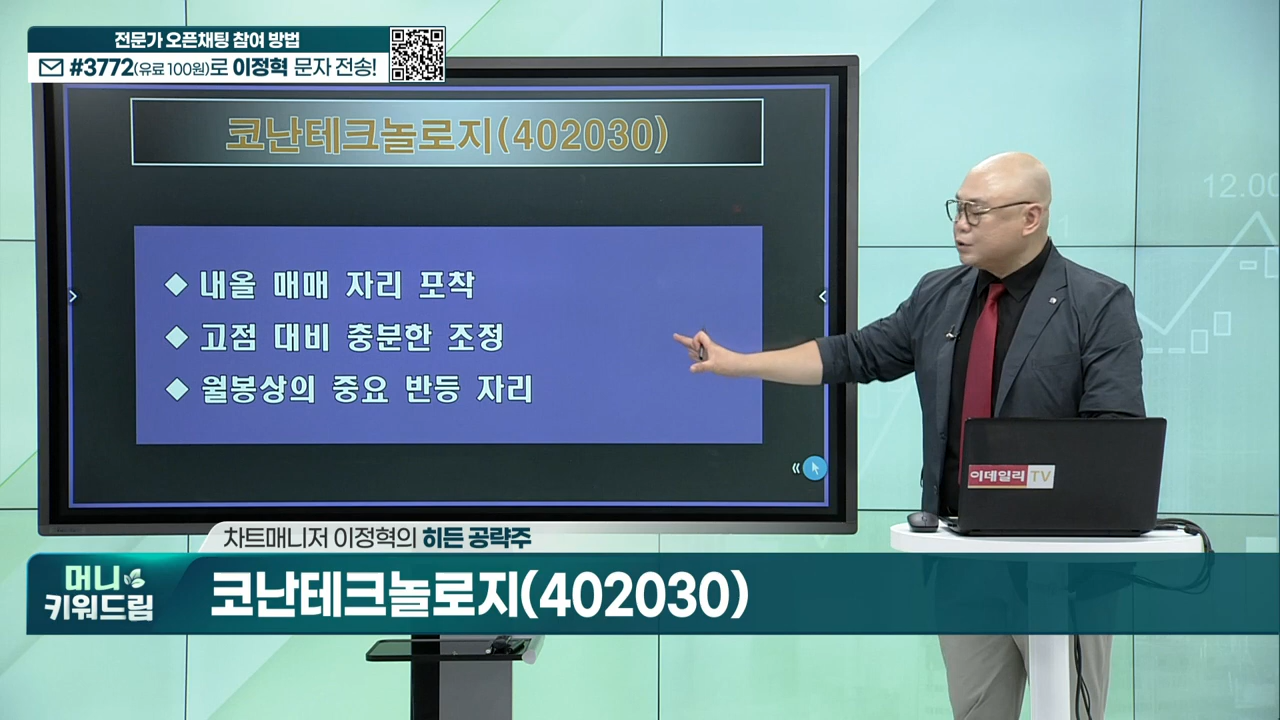 전문가 오픈채팅 참여 방법
#3772(유료 100원)로 이정혁 문자 전송!
코난테크놀로지(402030)
◆ 내올 매매 자리 포착
◆ 고점 대비 충분한 조정
◆ 월봉상의 중요 반등 자리
12.00
이데일리 TV
차트매니저 이정혁의 히든 공략주
머니
키워드림
코난테크놀로지(402030)